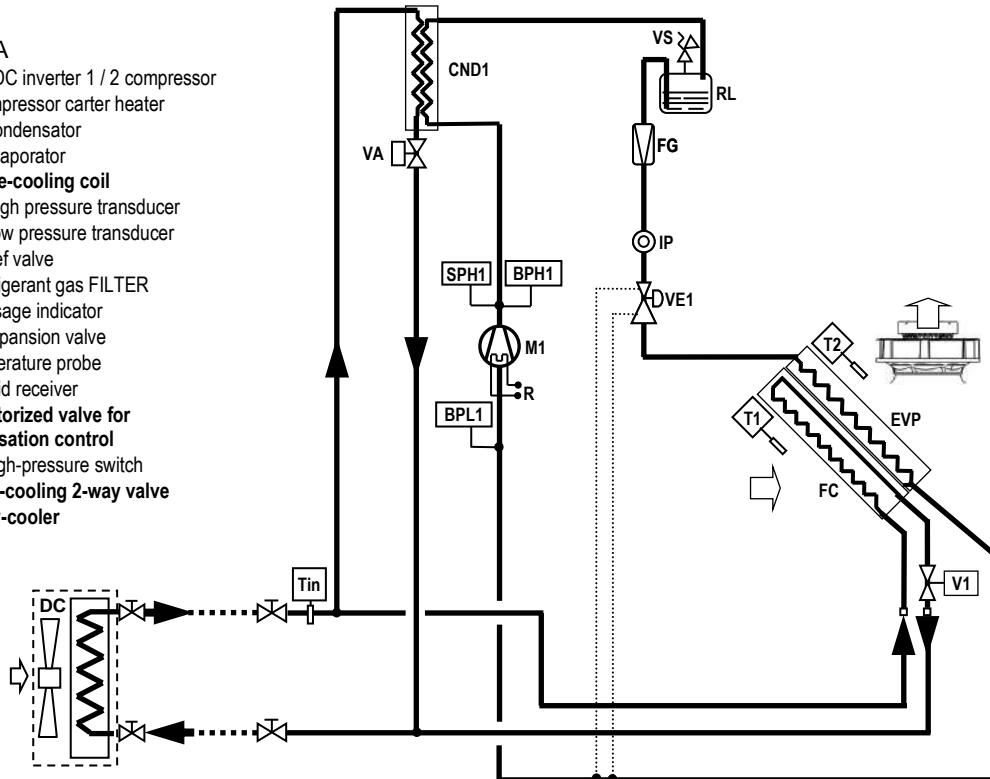 A
DC inverter 1 / 2 compressor
mpressor carter heater
ondensator
aporator
e-cooling coil
gh pressure transducer
ow pressure transducer
ef valve
igerant gas FILTER
sage indicator
pansion valve
erature probe
id receiver
torized valve for
sation control
gh-pressure switch
-cooling 2-way valve
-cooler
CND1
VS
RL
VA
FG
IP
SPH1
BPH1
VE1
M1
R
BPL1
T2
T1
EVP
FC
V1
Tin
DC